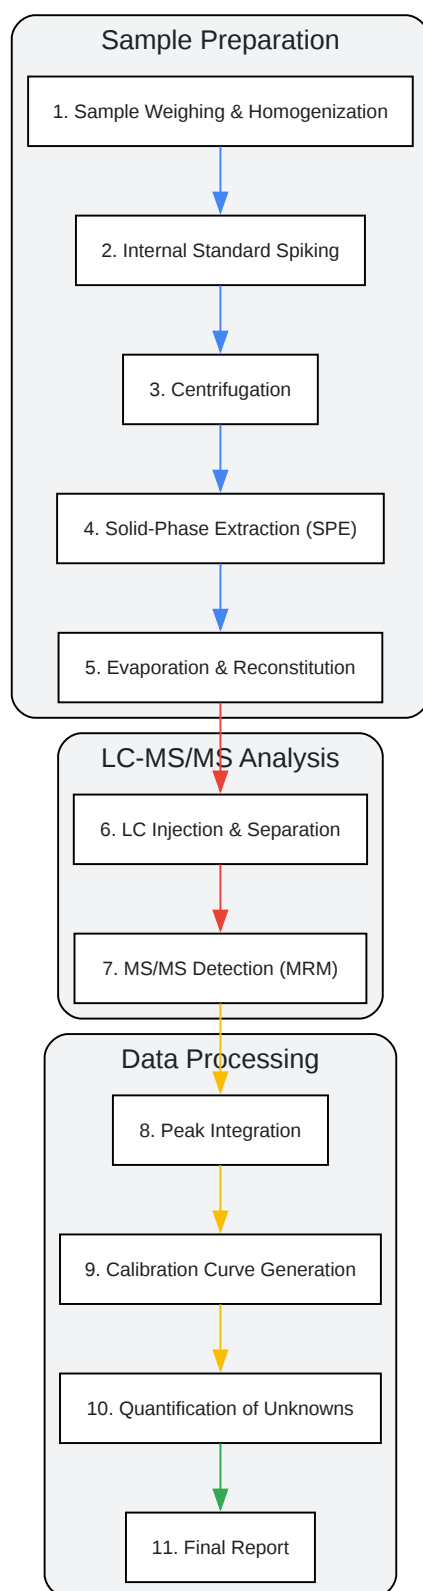 Sample Preparation
1. Sample Weighing & Homogenization
2. Internal Standard Spiking
3. Centrifugation
4. Solid-Phase Extraction (SPE)
5. Evaporation & Reconstitution
LC-MS/MS Analysis
6. LC Injection & Separation
7. MS/MS Detection (MRM)
Data Processing
8. Peak Integration
9. Calibration Curve Generation
10. Quantification of Unknowns
11. Final Report